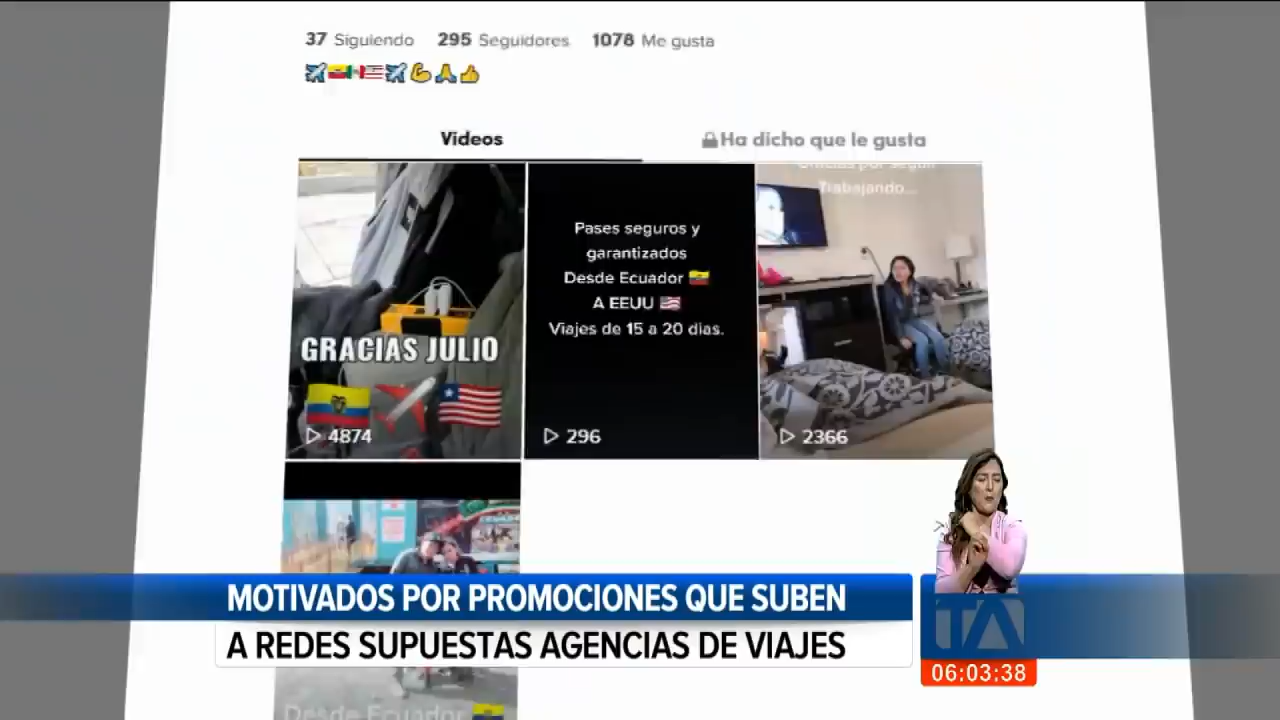 37 Siguiendo 295 Seguidores 1078 Me gusta
Videos
Ha dicho que le gusta
GRACIAS JULIO
4874
Pases seguros y
garantizados
Desde Ecuador
A EEUU
Viajes de 15 a 20 dias.
296
Trabajando...
2366
MOTIVADOS POR PROMOCIONES QUE SUBEN
A REDES SUPUESTAS AGENCIAS DE VIAJES
TA
06:03:38
Desde Ecuador